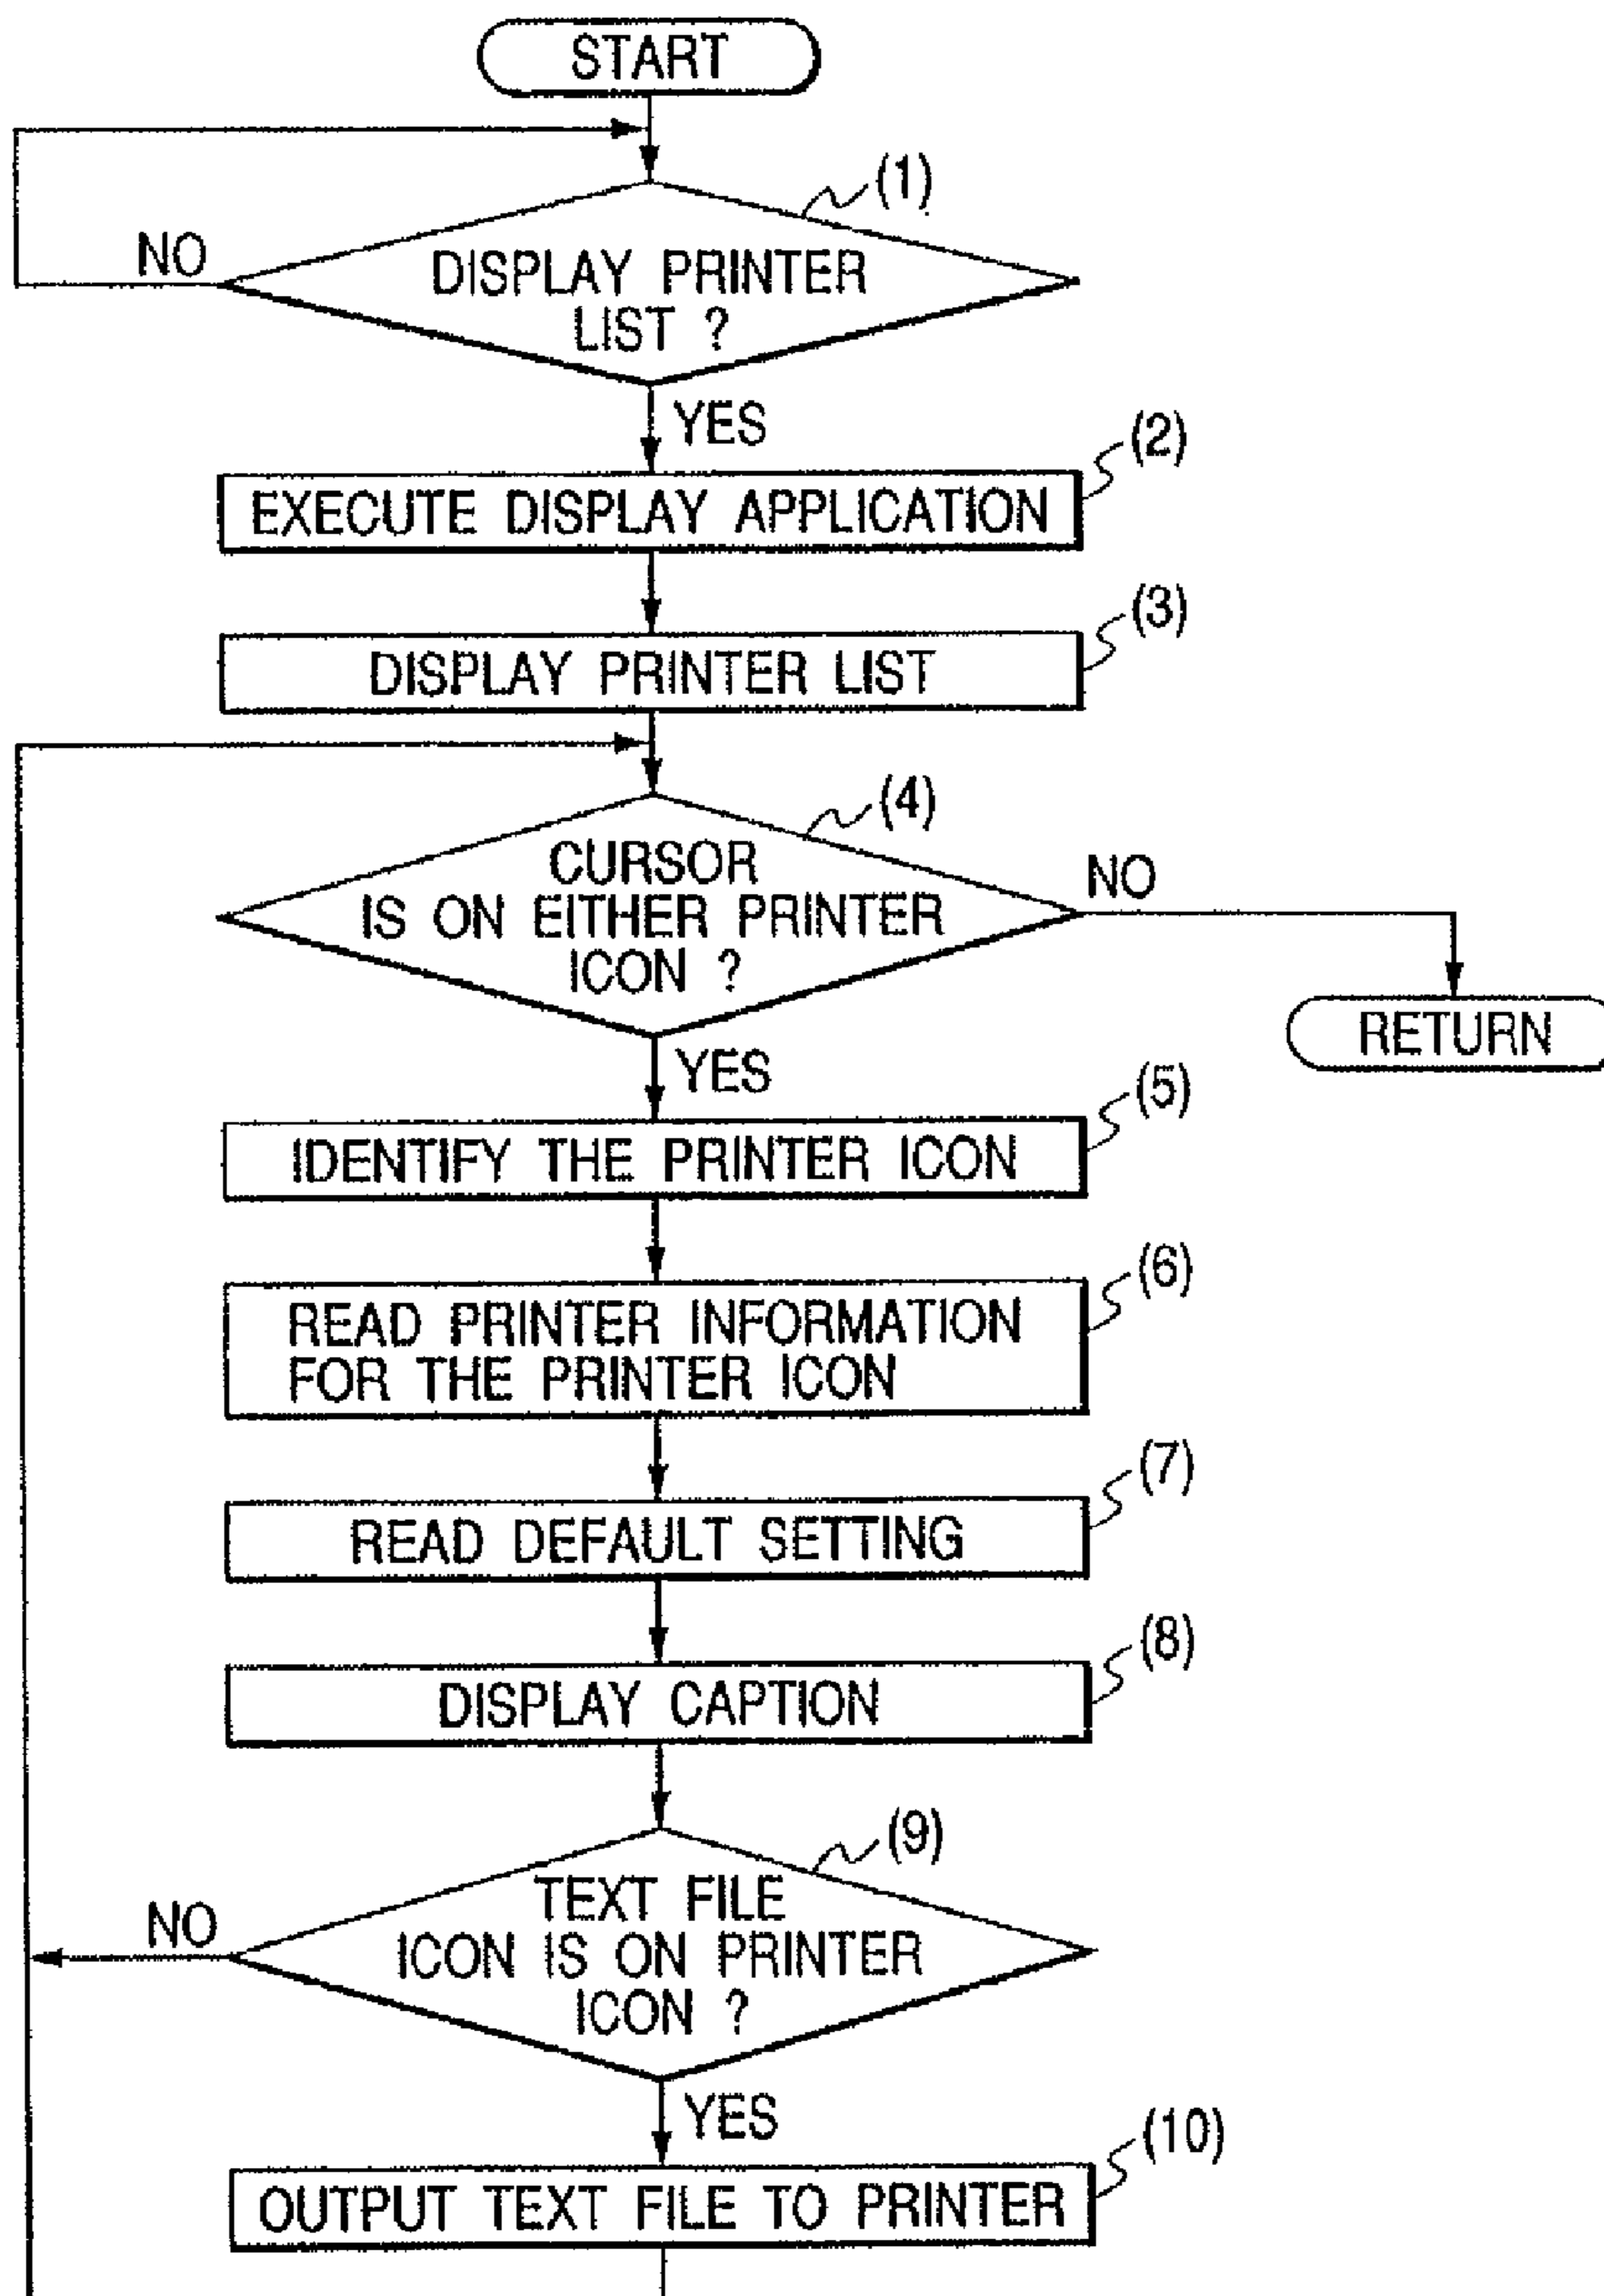 START
(1)
NO
DISPLAY PRINTER
LIST ?
YES
(2)
EXECUTE DISPLAY APPLICATION
(3)
DISPLAY PRINTER LIST
(4)
CURSOR
IS ON EITHER PRINTER
ICON ?
NO
RETURN
YES
(5)
IDENTIFY THE PRINTER ICON
(6)
READ PRINTER INFORMATION
FOR THE PRINTER ICON
(7)
READ DEFAULT SETTING
(8)
DISPLAY CAPTION
(9)
TEXT FILE
ICON IS ON PRINTER
ICON ?
NO
YES
(10)
OUTPUT TEXT FILE TO PRINTER